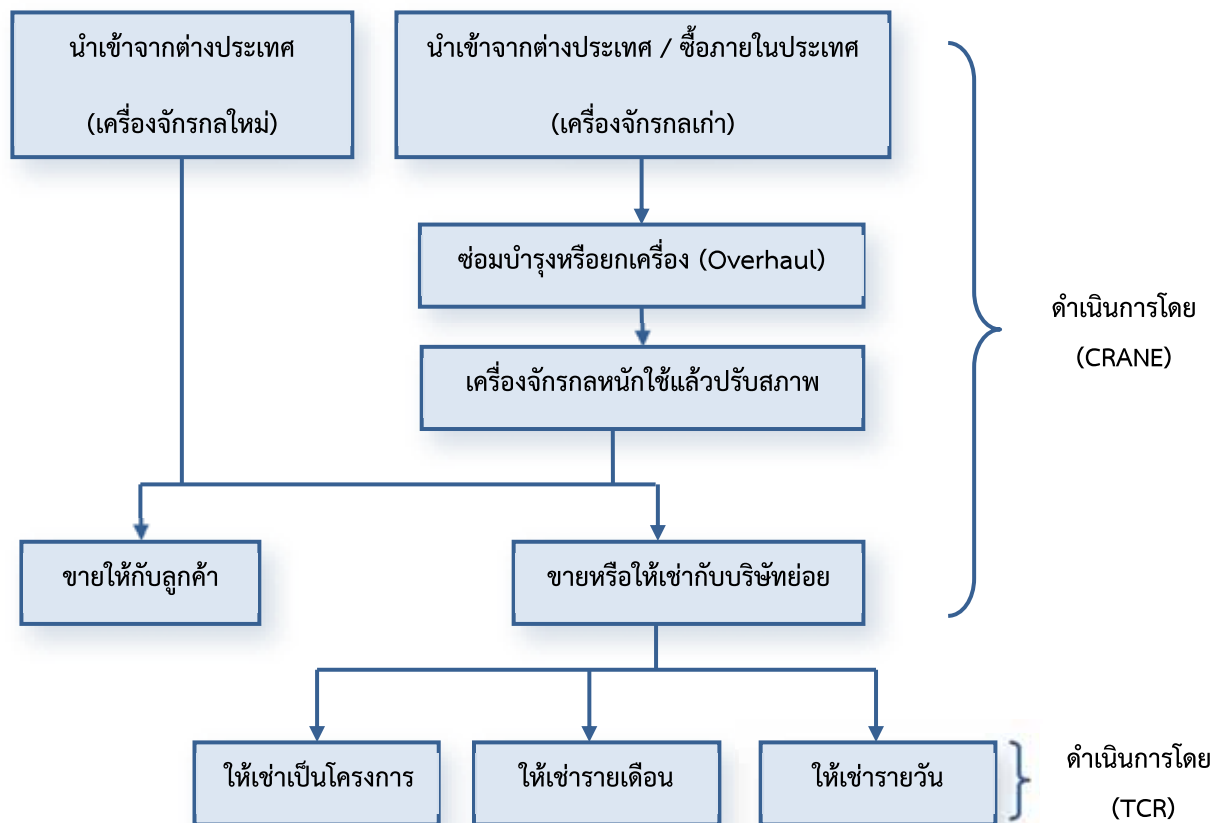 นำเข้าจากต่างประเทศ
(เครื่องจักรกลใหม่)
นำเข้าจากต่างประเทศ / ซื้อภายในประเทศ
(เครื่องจักรกลเก่า)
ซ่อมบำรุงหรือยกเครื่อง (Overhaul)
เครื่องจักรกลหนักใช้แล้วปรับสภาพ
ดำเนินการโดย
(CRANE)
ขายให้กับลูกค้า
ขายหรือให้เช่ากับบริษัทย่อย
ให้เช่าเป็นโครงการ
ให้เช่ารายเดือน
ให้เช่ารายวัน
ดำเนินการโดย
(TCR)